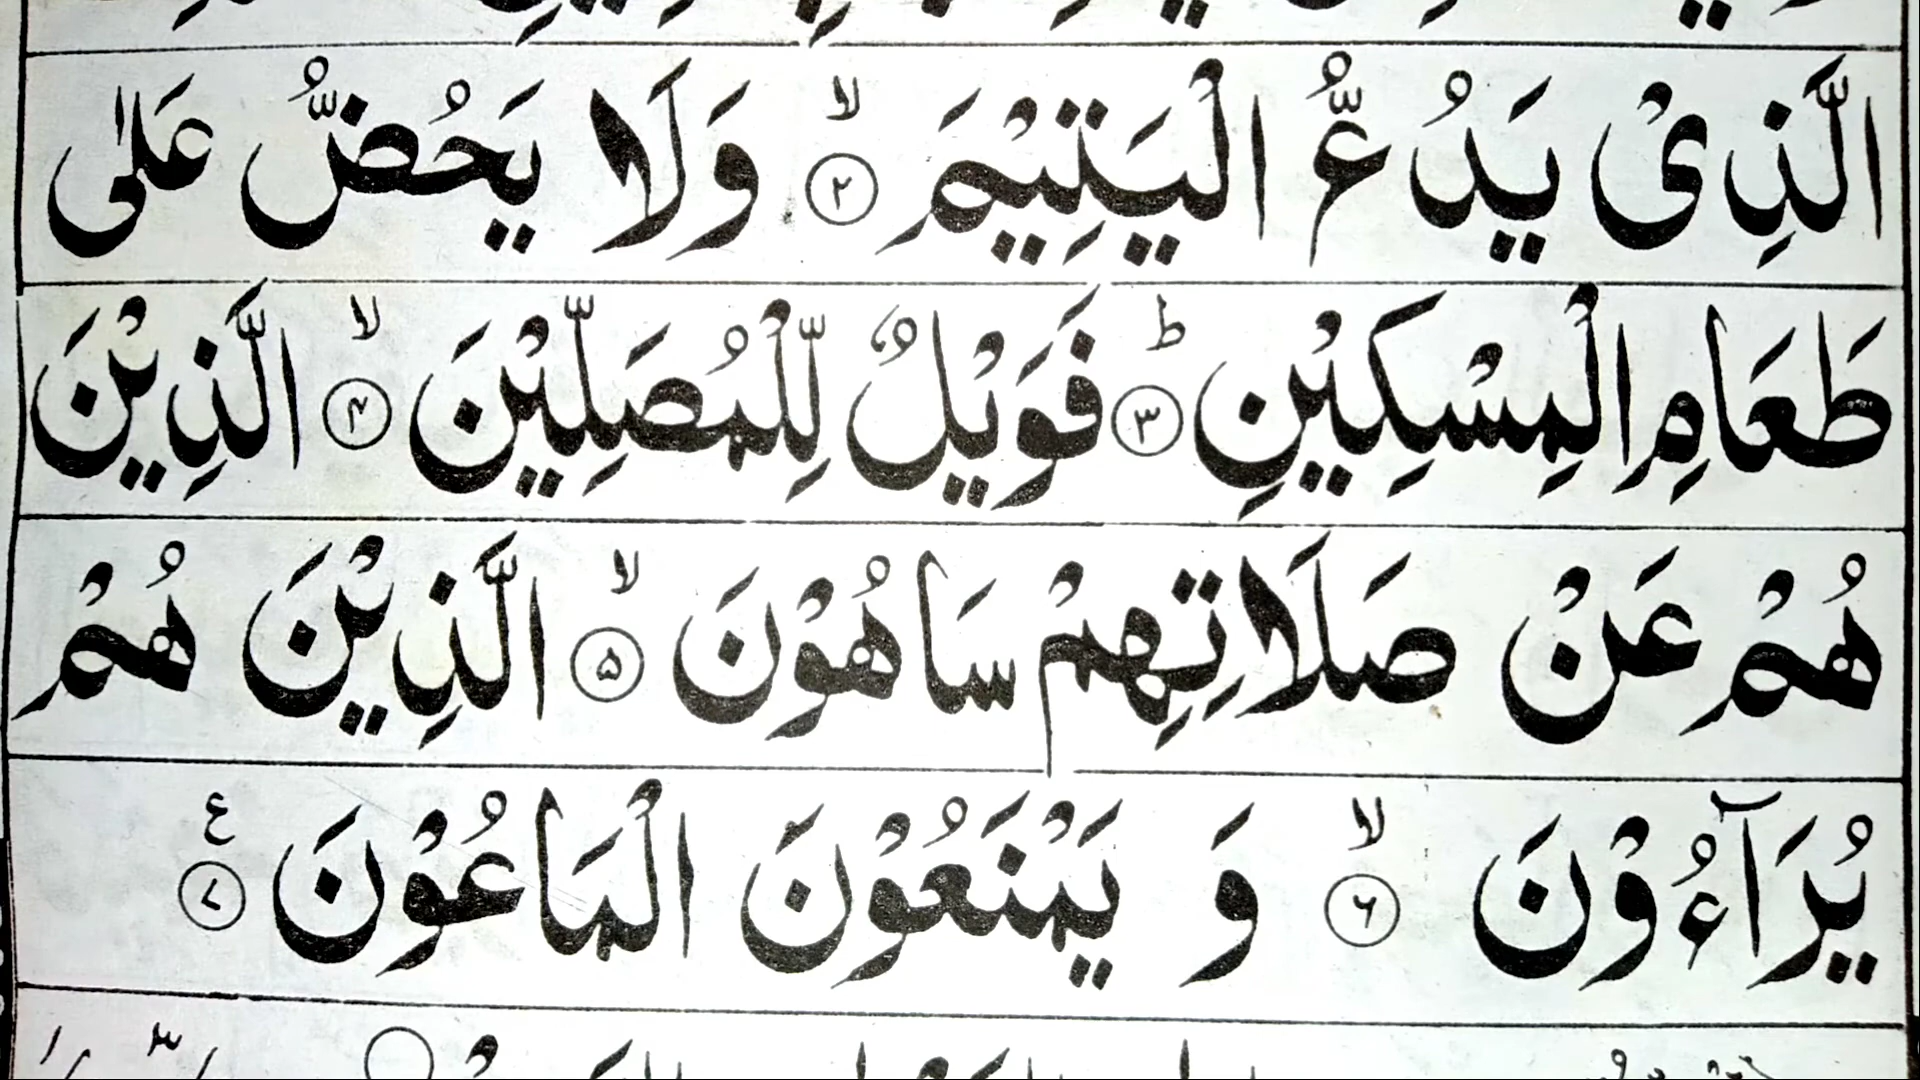 الَّذِیْ یَدُعُّ الْیَتِیْمَ ۙ﴿۲﴾ وَلَا یَحُضُّ عَلٰی
طَعَامِ الْمِسْكِیْنِ ؕ﴿۳﴾ فَوَیْلٌ لِّلْمُصَلِّیْنَ ۙ﴿۴﴾ الَّذِیْنَ
هُمْ عَنْ صَلَاتِهِمْ سَاهُوْنَ ۙ﴿۵﴾ الَّذِیْنَ هُمْ
یُرَآءُوْنَ ۙ﴿۶﴾ وَ یَمْنَعُوْنَ الْمَاعُوْنَ ﴿۷﴾ ع